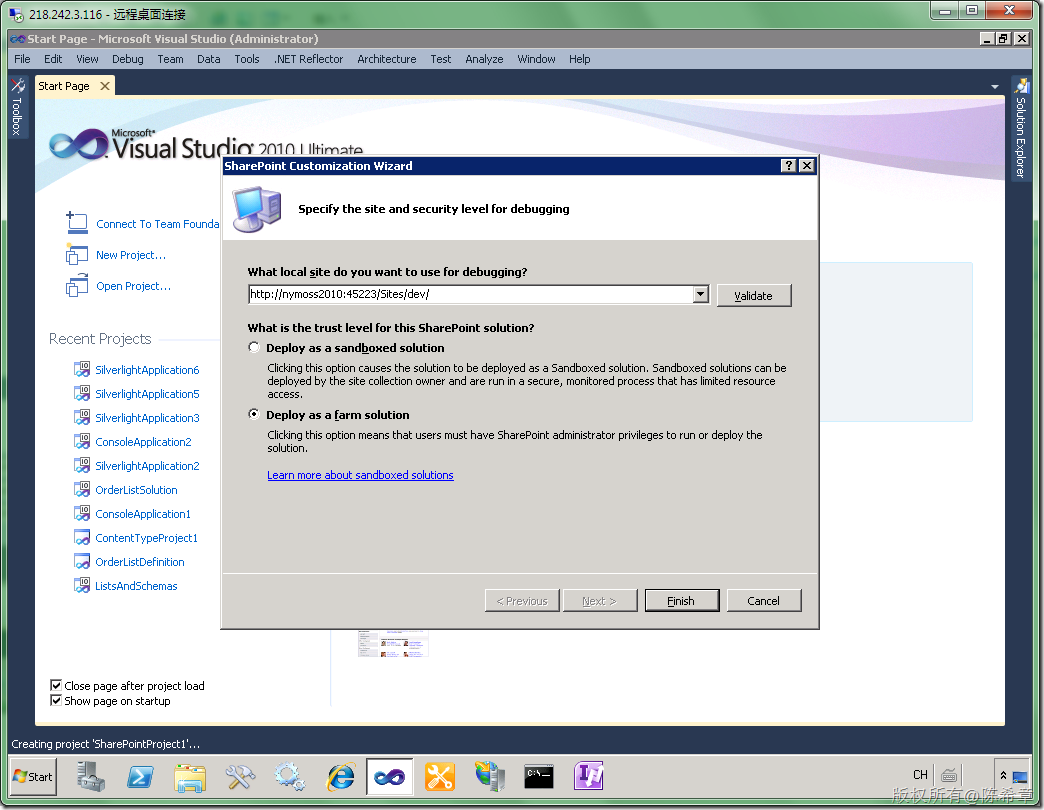 218.242.3.116 - 远程桌面连接
Start Page - Microsoft Visual Studio (Administrator)
File Edit View Debug Team Data Tools .NET Reflector Architecture Test Analyze Window Help
Toolbox
Start Page
Solution Explorer
Microsoft®
Visual Studio 2010 Ultimate
SharePoint Customization Wizard
Specify the site and security level for debugging
Connect To Team Founda
New Project...
Open Project...
What local site do you want to use for debugging?
http://nymoss2010:45223/Sites/dev/
Validate
What is the trust level for this SharePoint solution?
Deploy as a sandboxed solution
Clicking this option causes the solution to be deployed as a Sandboxed solution. Sandboxed solutions can be
deployed by the site collection owner and are run in a secure, monitored process that has limited resource
access.
Deploy as a farm solution
Clicking this option means that users must have SharePoint administrator privileges to run or deploy the
solution.
Learn more about sandboxed solutions
Recent Projects
SilverlightApplication6
SilverlightApplication5
SilverlightApplication3
ConsoleApplication2
SilverlightApplication2
OrderListSolution
ConsoleApplication1
ContentTypeProject1
OrderListDefinition
ListsAndSchemas
< Previous
Next >
Finish
Cancel
Close page after project load
Show page on startup
Creating project 'SharePointProject1'...
Start
CH
版权所有@陈希章